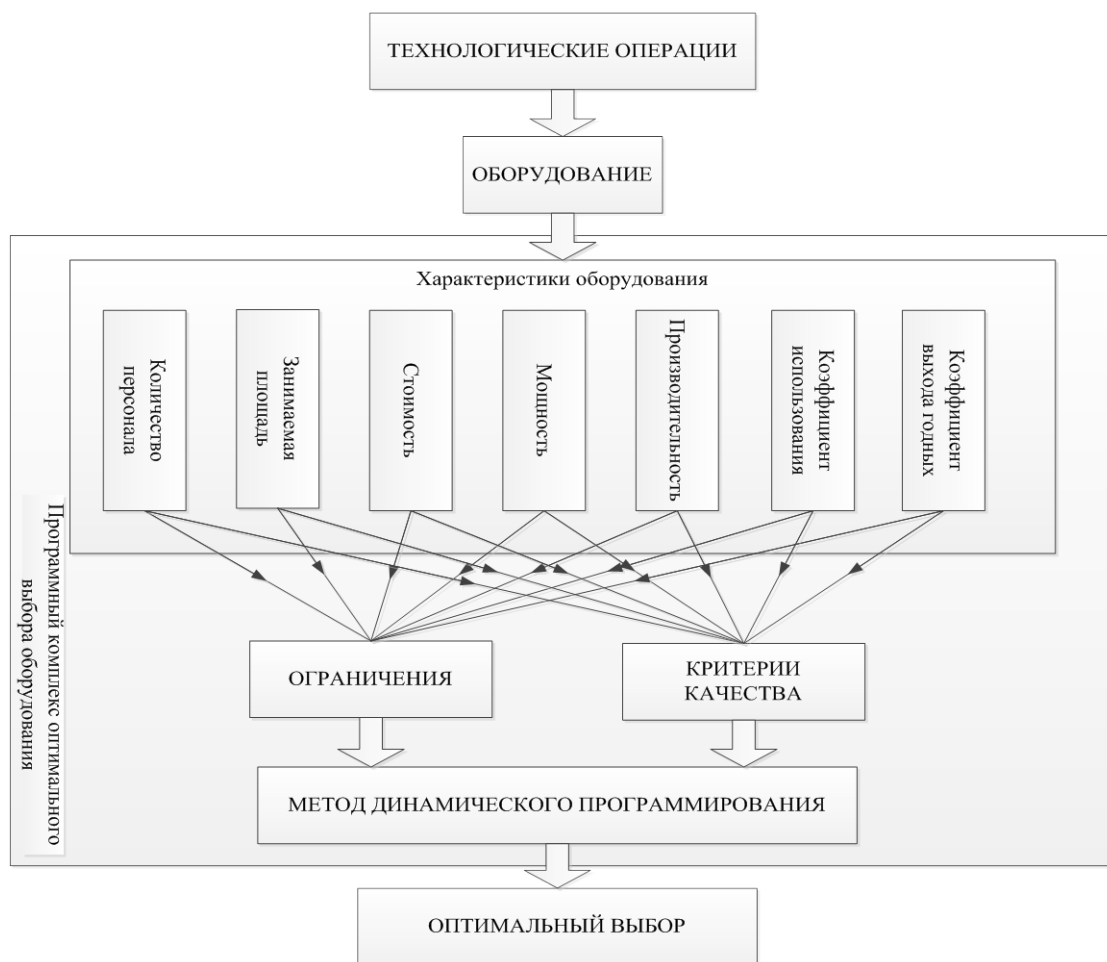 ТЕХНОЛОГИЧЕСКИЕ ОПЕРАЦИИ
ОБОРУДОВАНИЕ
Характеристики оборудования
Количество
персонала
Занимаемая
площадь
Стоимость
Мощность
Производительность
Коэффициент
использования
Коэффициент
выхода годных
Программный комплекс оптимального
выбора оборудования
ОГРАНИЧЕНИЯ
КРИТЕРИИ
КАЧЕСТВА
МЕТОД ДИНАМИЧЕСКОГО ПРОГРАММИРОВАНИЯ
ОПТИМАЛЬНЫЙ ВЫБОР